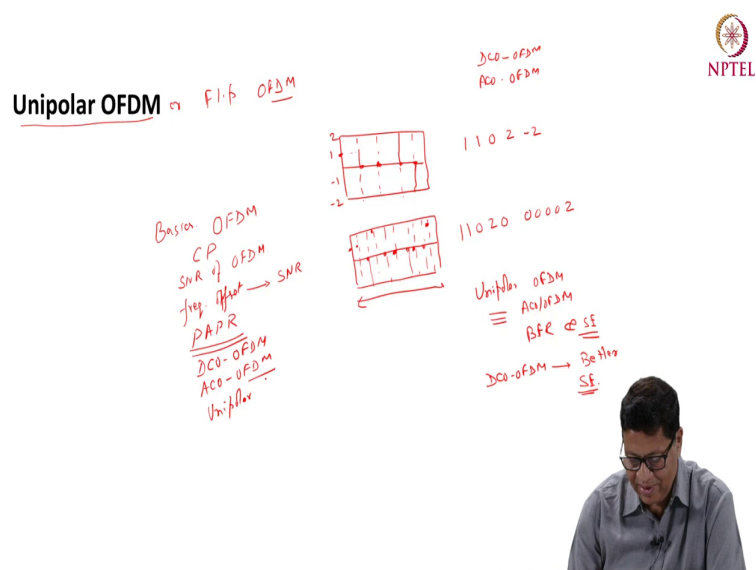 NPTEL
DCO-OFDM
ACO-OFDM
Unipolar OFDM or Flip OFDM
2
1
-1
-2
1 1 0 2 -2
1 1 0 2 0 0 0 0 0 2
Basics OFDM
CP
SNR of OFDM
freq. offset → SNR
PAPR
DCO-OFDM
ACO-OFDM
Unipolar
Unipolar OFDM
ACO/OFDM
BER & SE
DCO-OFDM → Better
SE.